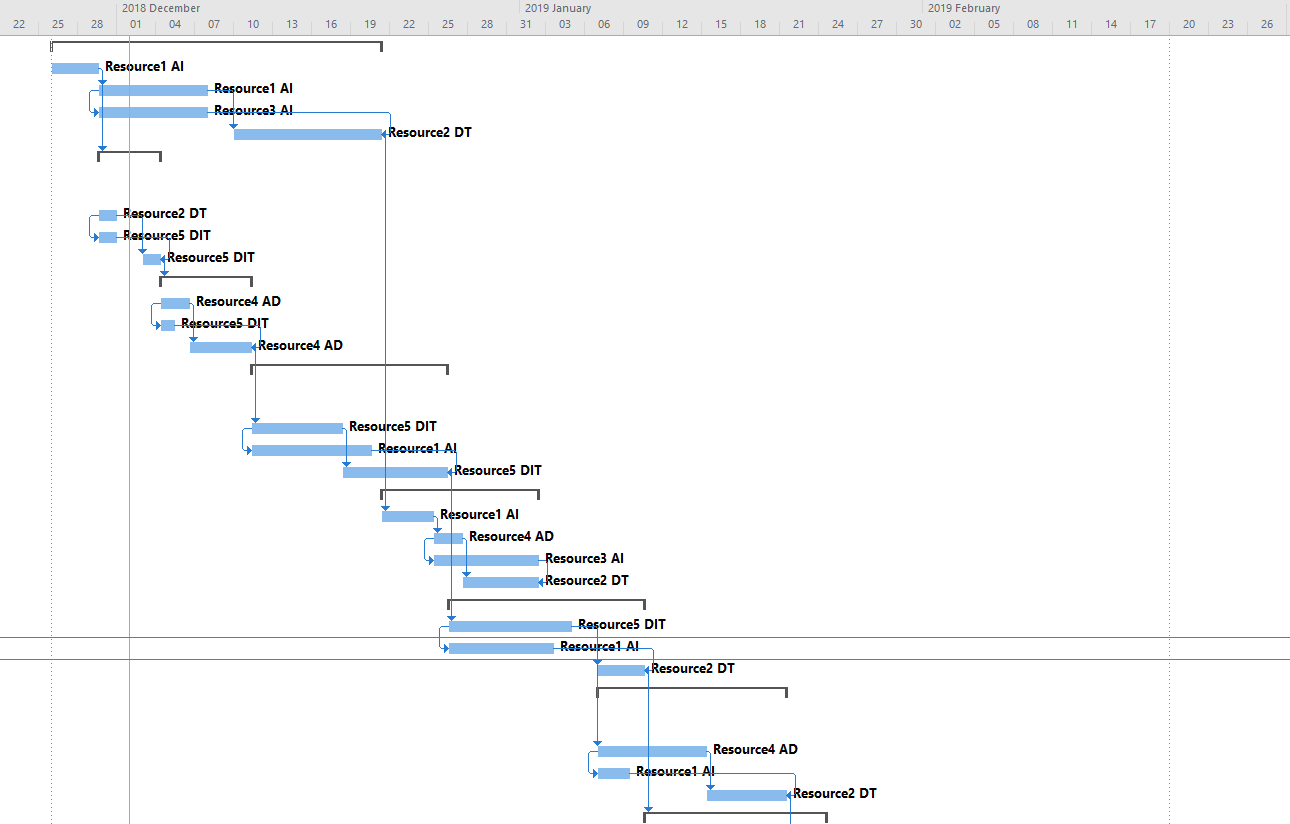 2018 December 2019 January 2019 February
22 25 28 01 04 07 10 13 16 19 22 25 28 31 03 06 09 12 15 18 21 24 27 30 02 05 08 11 14 17 20 23 26
Resource1 AI
Resource1 AI
Resource3 AI
Resource2 DT
Resource2 DT
Resource5 DIT
Resource5 DIT
Resource4 AD
Resource5 DIT
Resource4 AD
Resource5 DIT
Resource1 AI
Resource5 DIT
Resource1 AI
Resource4 AD
Resource3 AI
Resource2 DT
Resource5 DIT
Resource1 AI
Resource2 DT
Resource4 AD
Resource1 AI
Resource2 DT